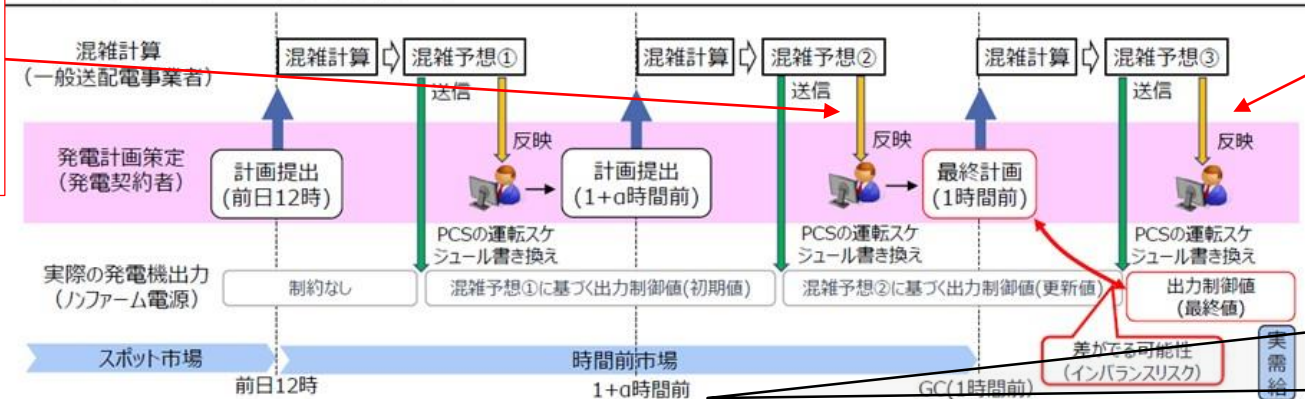 混雑計算
(一般送配電事業者)
混雑計算
混雑予想①
混雑計算
混雑予想②
混雑計算
混雑予想③
送信
送信
送信
反映
反映
反映
発電計画策定
(発電契約者)
計画提出
(前日12時)
計画提出
(1+α時間前)
最終計画
(1時間前)
PCSの運転スケ
ジュール書き換え
PCSの運転スケ
ジュール書き換え
PCSの運転スケ
ジュール書き換え
実際の発電機出力
(ノンファーム電源)
制約なし
混雑予想①に基づく出力制御値(初期値)
混雑予想②に基づく出力制御値(更新値)
出力制御値
(最終値)
スポット市場
時間前市場
差がでる可能性
(インバランスリスク)
実需給
前日12時
1+α時間前
GC(1時間前)